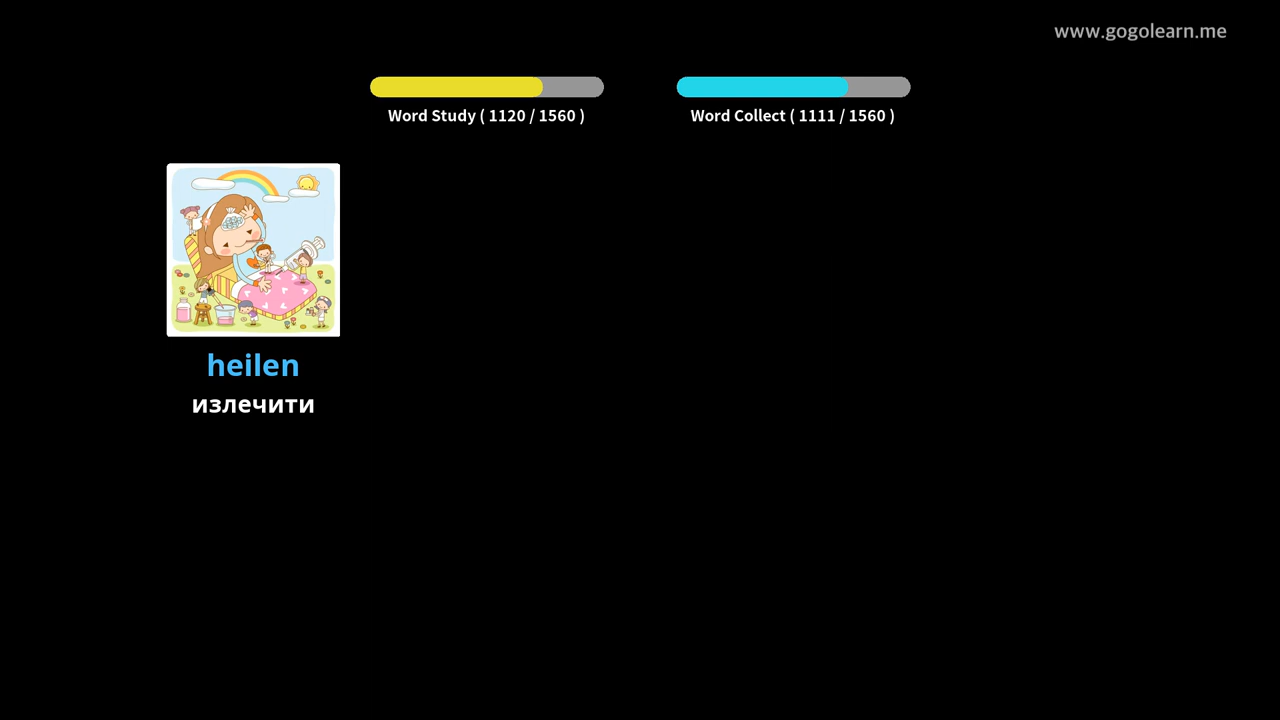 www.gogolearn.me
Word Study ( 1120 / 1560 )
Word Collect ( 1111 / 1560 )
heilen
излечити